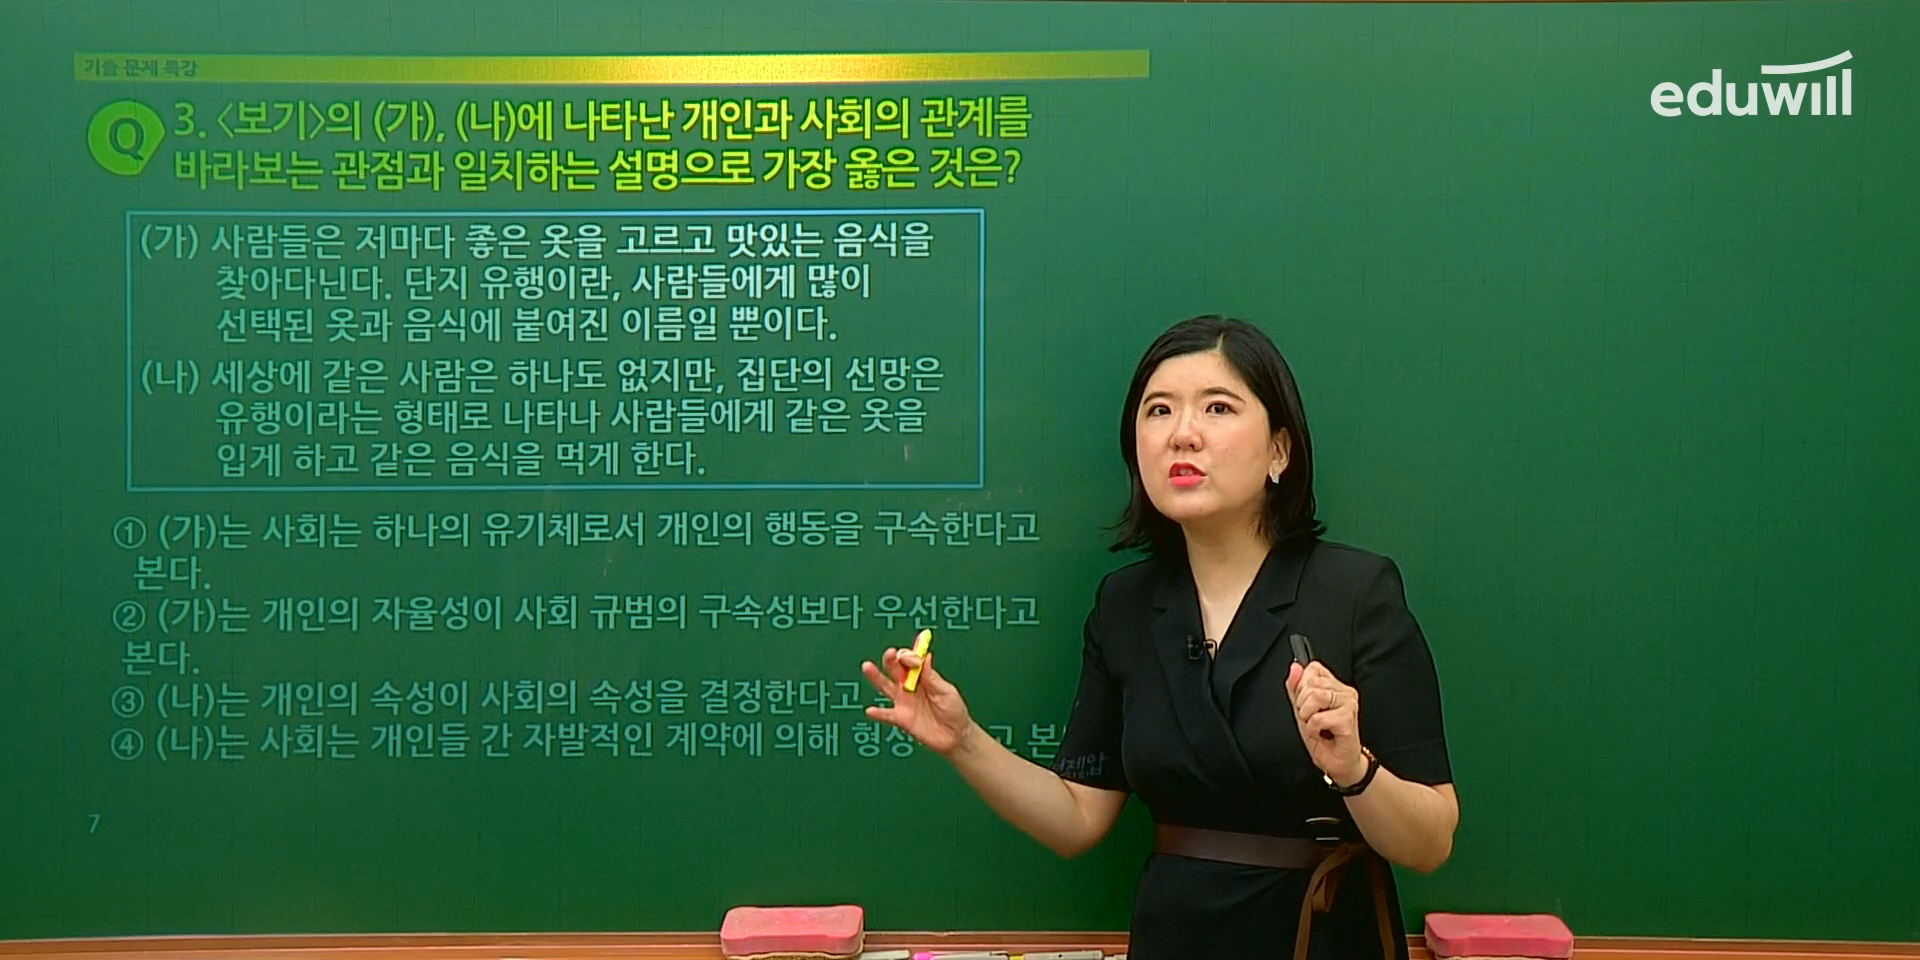 기출 문제 특강
eduwill
Q
3. <보기>의 (가), (나)에 나타난 개인과 사회의 관계를
바라보는 관점과 일치하는 설명으로 가장 옳은 것은?
(가) 사람들은 저마다 좋은 옷을 고르고 맛있는 음식을
찾아다닌다. 단지 유행이란, 사람들에게 많이
선택된 옷과 음식에 붙여진 이름일 뿐이다.
(나) 세상에 같은 사람은 하나도 없지만, 집단의 선망은
유행이라는 형태로 나타나 사람들에게 같은 옷을
입게 하고 같은 음식을 먹게 한다.
① (가)는 사회는 하나의 유기체로서 개인의 행동을 구속한다고
본다.
② (가)는 개인의 자율성이 사회 규범의 구속성보다 우선한다고
본다.
③ (나)는 개인의 속성이 사회의 속성을 결정한다고
④ (나)는 사회는 개인들 간 자발적인 계약에 의해 고 본
7